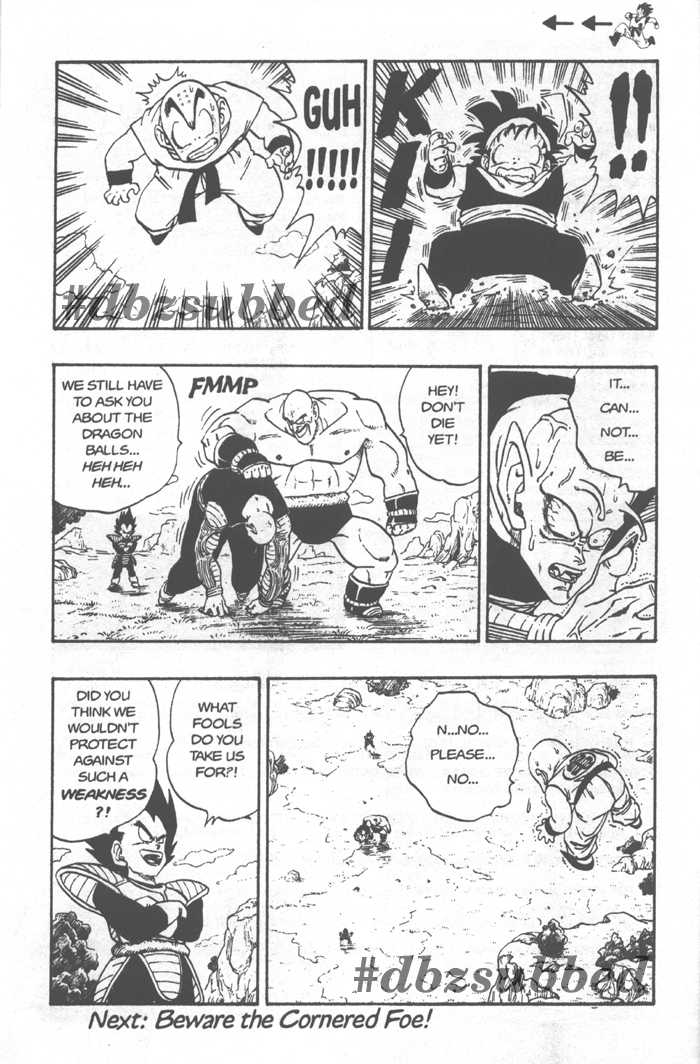 !!
KII
GUH
!!!!!
#dbzsubbed
IT...
CAN...
NOT...
BE...
HEY!
DON'T
DIE
YET!
FMMP
WE STILL HAVE
TO ASK YOU
ABOUT THE
DRAGON
BALLS...
HEH HEH
HEH...
N...NO...
PLEASE...
NO...
WHAT
FOOLS
DO YOU
TAKE US
FOR?!
DID YOU
THINK WE
WOULDN'T
PROTECT
AGAINST
SUCH A
WEAKNESS
?!
#dbzsubbed
Next: Beware the Cornered Foe!